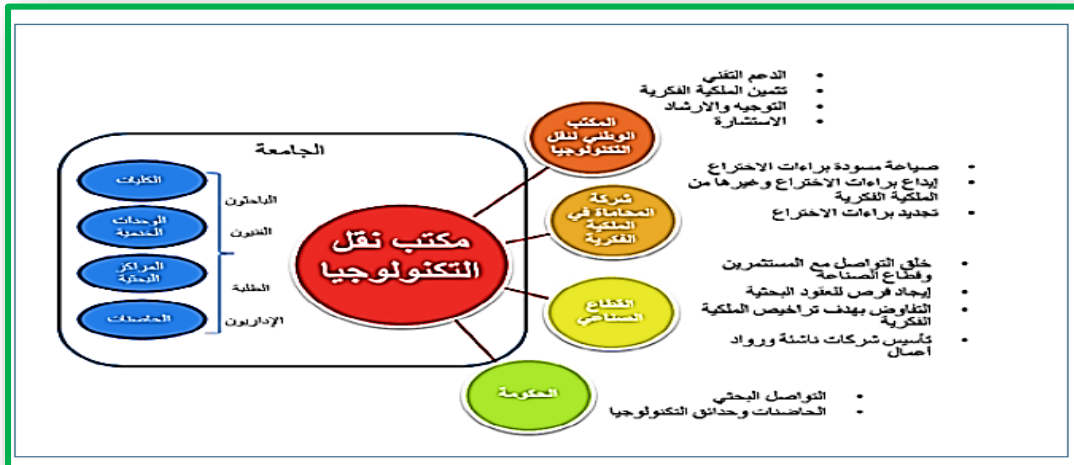 الدعم التقني
تثمين الملكية الفكرية
التوجيه والارشاد
الاستشارة
المكتب
الوطني لنقل
التكنولوجيا
صياغة مسودة براءات الاختراع
إيداع براءات الاختراع وغيرها من
الملكية الفكرية
تجديد براءات الاختراع
شركة
المحاماة في
الملكية
الفكرية
خلق التواصل مع المستثمرين
وقطاع الصناعة
إيجاد فرص للعقود البحثية
التفاوض بهدف تراخيص الملكية
الفكرية
تأسيس شركات ناشئة ورواد
أعمال
القطاع
الصناعي
التواصل البحثي
الحاضنات وحدائق التكنولوجيا
الحكومة
مكتب نقل
التكنولوجيا
الجامعة
الباحثون
الفنيون
الطلبة
الإداريون
الكليات
الوحدات
الخدمية
المراكز
البحثية
الحاضنات